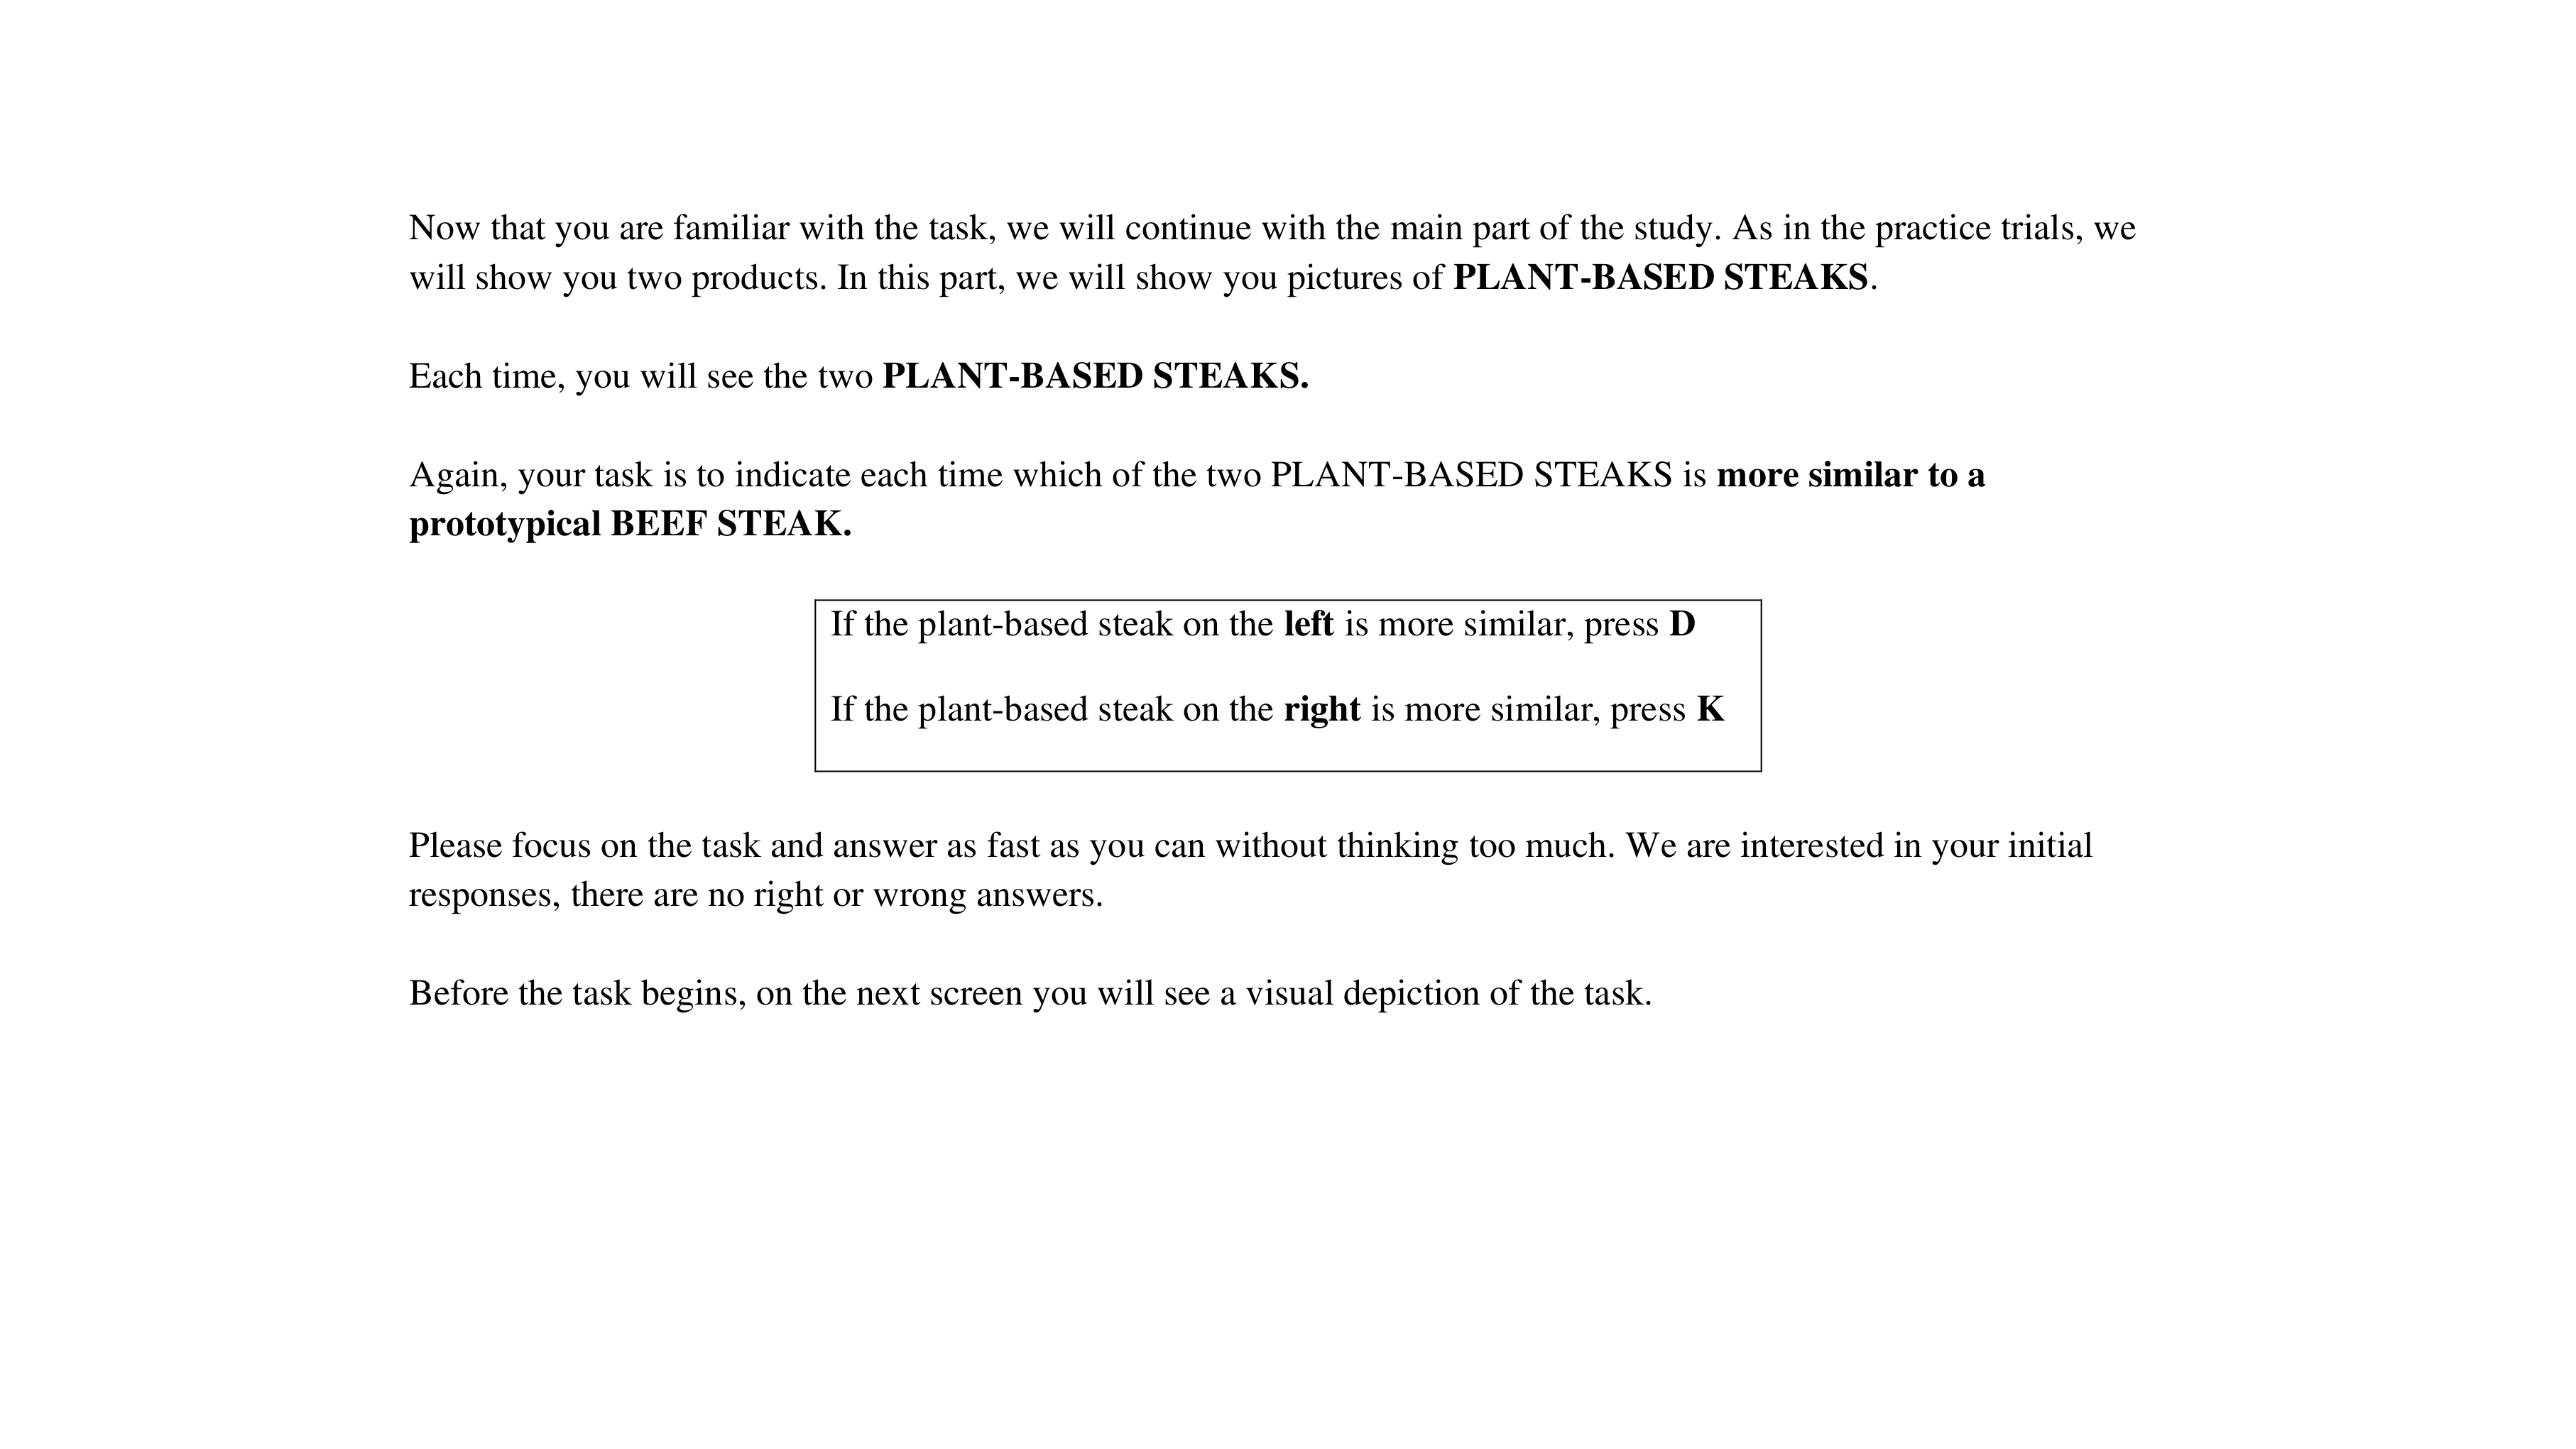 Now that you are familiar with the task, we will continue with the main part of the study. As in the practice trials, we
will show you two products. In this part, we will show you pictures of PLANT-BASED STEAKS.
Each time, you will see the two PLANT-BASED STEAKS.
Again, your task is to indicate each time which of the two PLANT-BASED STEAKS is more similar to a
prototypical BEEF STEAK.
If the plant-based steak on the left is more similar, press D
If the plant-based steak on the right is more similar, press K
Please focus on the task and answer as fast as you can without thinking too much. We are interested in your initial
responses, there are no right or wrong answers.
Before the task begins, on the next screen you will see a visual depiction of the task.